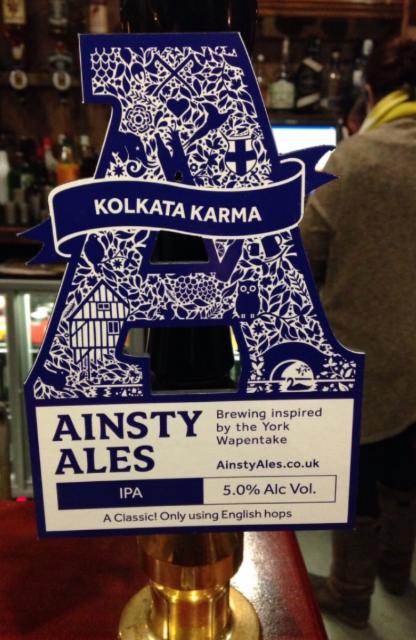 KOLKATA KARMA
AINSTY
ALES
Brewing inspired
by the York
Wapentake
AinstyAles.co.uk
IPA
5.0% Alc Vol.
A Classic! Only using English hops